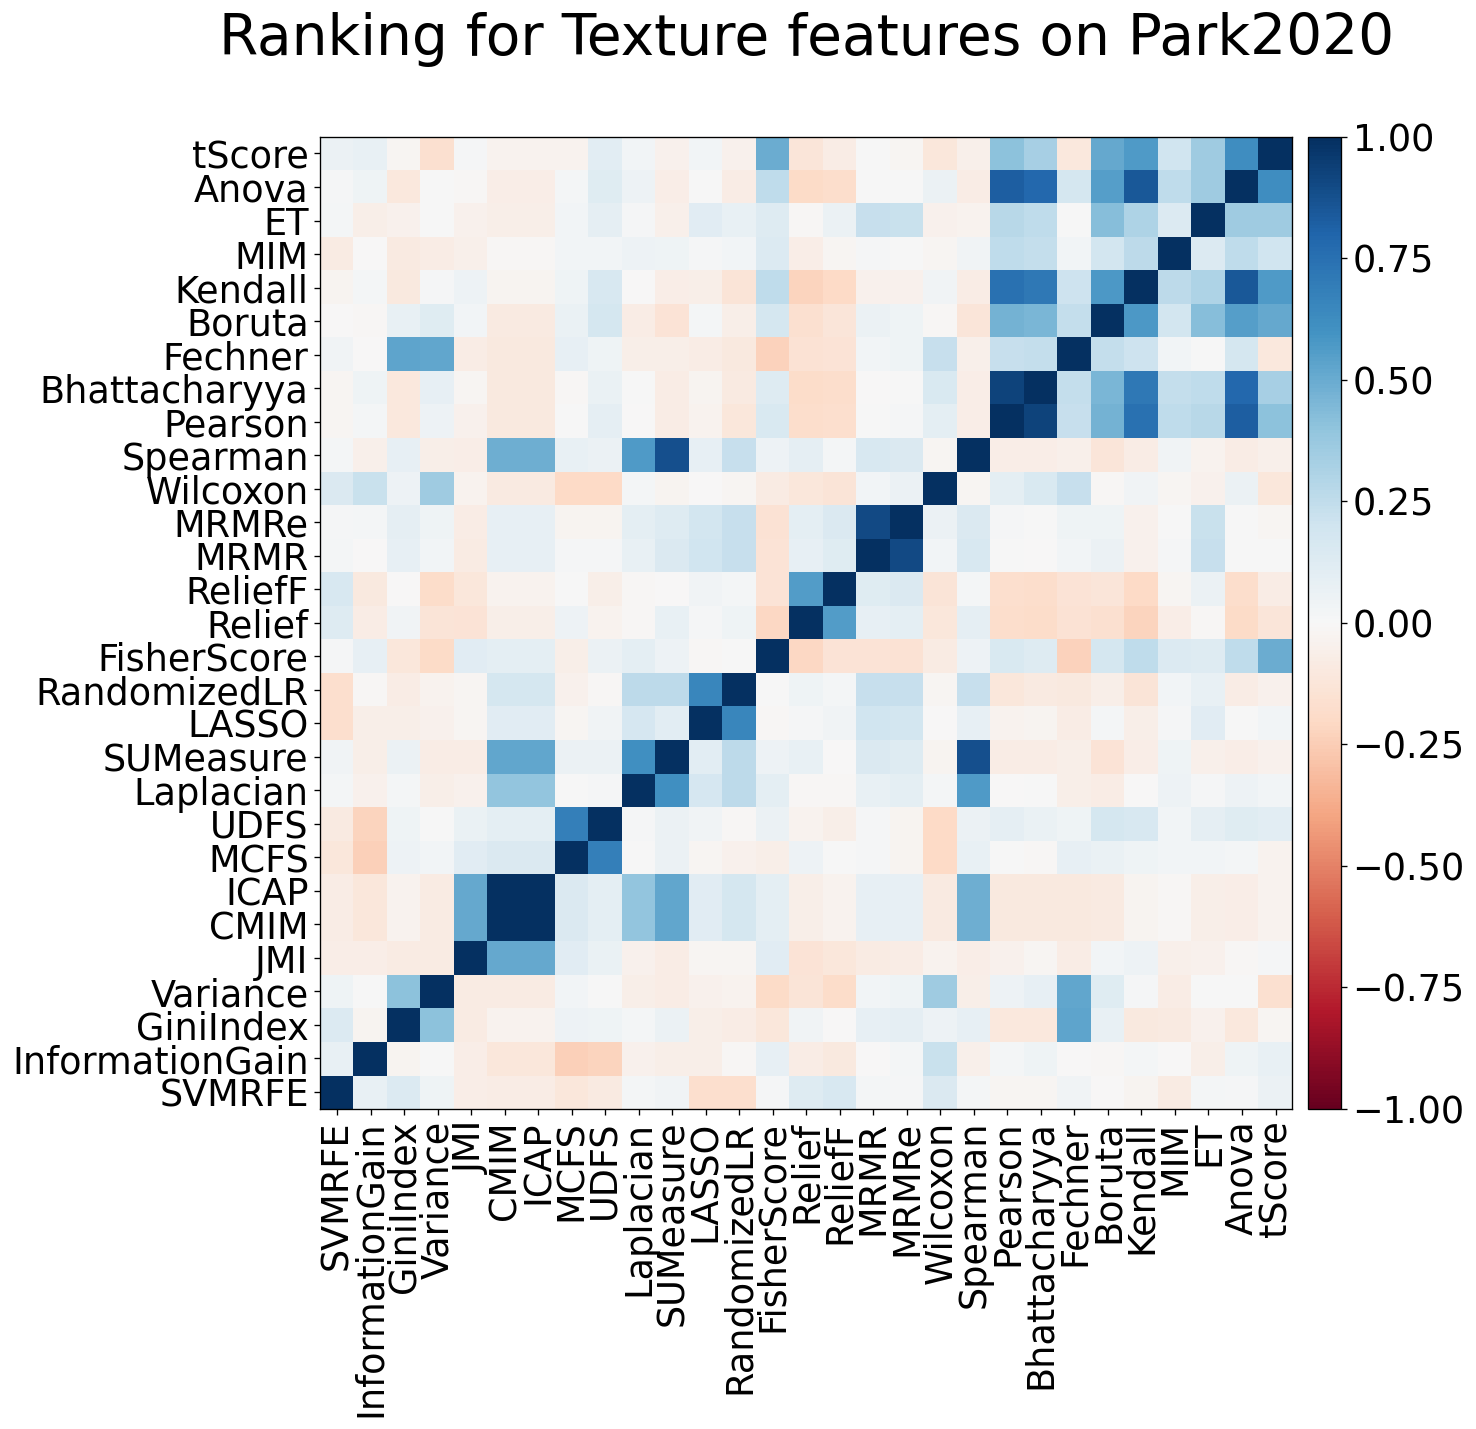 Ranking for Texture features on Park2020
tScore
Anova
ET
MIM
Kendall
Boruta
Fechner
Bhattacharyya
Pearson
Spearman
Wilcoxon
MRMRe
MRMR
ReliefF
Relief
FisherScore
RandomizedLR
LASSO
SUMeasure
Laplacian
UDFS
MCFS
ICAP
CMIM
JMI
Variance
GiniIndex
InformationGain
SVMRFE
SVMRFE
InformationGain
GiniIndex
Variance
JMI
CMIM
ICAP
MCFS
UDFS
Laplacian
SUMeasure
LASSO
RandomizedLR
FisherScore
Relief
ReliefF
MRMR
MRMRe
Wilcoxon
Spearman
Pearson
Bhattacharyya
Fechner
Boruta
Kendall
MIM
ET
Anova
tScore
1.00
0.75
0.50
0.25
0.00
−0.25
−0.50
−0.75
−1.00